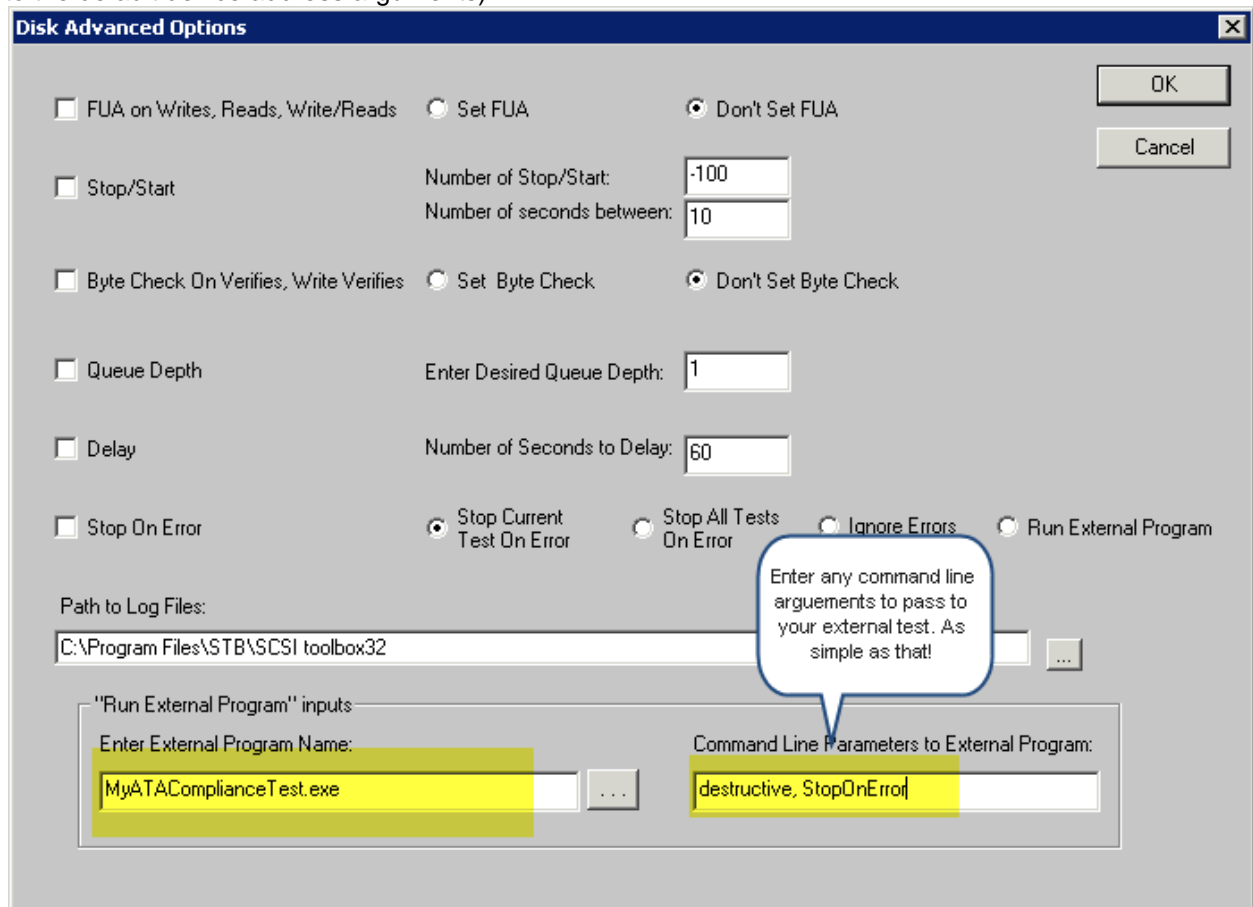 Disk Advanced Options
OK
FUA on Writes, Reads, Write/Reads Set FUA Don't Set FUA
Cancel
Stop/Start
Number of Stop/Start: -100
Number of seconds between: 10
Byte Check On Verifies, Write Verifies Set Byte Check Don't Set Byte Check
Queue Depth Enter Desired Queue Depth: 1
Delay Number of Seconds to Delay: 60
Stop On Error
Stop Current
Test On Error
Stop All Tests
On Error
Ignore Errors
Run External Program
Enter any command line
arguements to pass to
your external test. As
simple as that!
Path to Log Files:
C:\Program Files\STB\SCSI toolbox32
...
"Run External Program" inputs
Enter External Program Name: Command Line Parameters to External Program:
MyATAComplianceTest.exe ... destructive, StopOnError